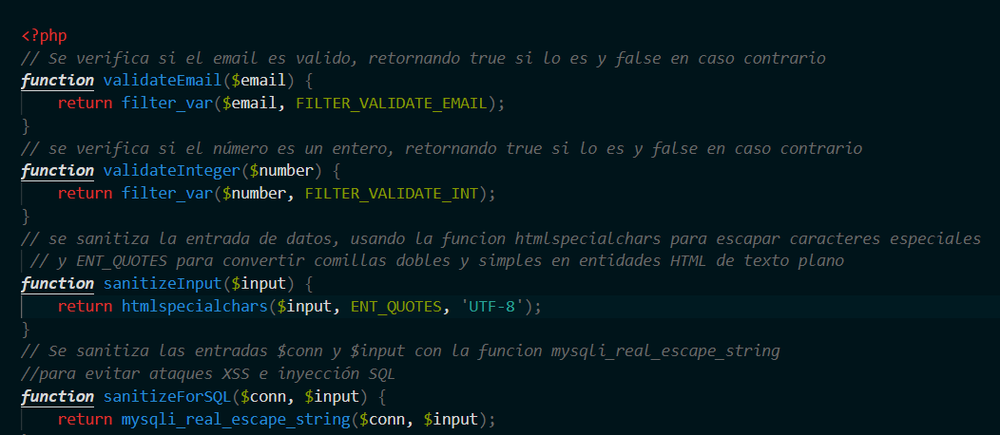 <?php
// Se verifica si el email es valido, retornando true si lo es y false en caso contrario
function validateEmail($email) {
    return filter_var($email, FILTER_VALIDATE_EMAIL);
}
// se verifica si el número es un entero, retornando true si lo es y false en caso contrario
function validateInteger($number) {
    return filter_var($number, FILTER_VALIDATE_INT);
}
// se sanitiza la entrada de datos, usando la funcion htmlspecialchars para escapar caracteres especiales
 // y ENT_QUOTES para convertir comillas dobles y simples en entidades HTML de texto plano
function sanitizeInput($input) {
    return htmlspecialchars($input, ENT_QUOTES, 'UTF-8');
}
// Se sanitiza las entradas $conn y $input con la funcion mysqli_real_escape_string
//para evitar ataques XSS e inyección SQL
function sanitizeForSQL($conn, $input) {
    return mysqli_real_escape_string($conn, $input);